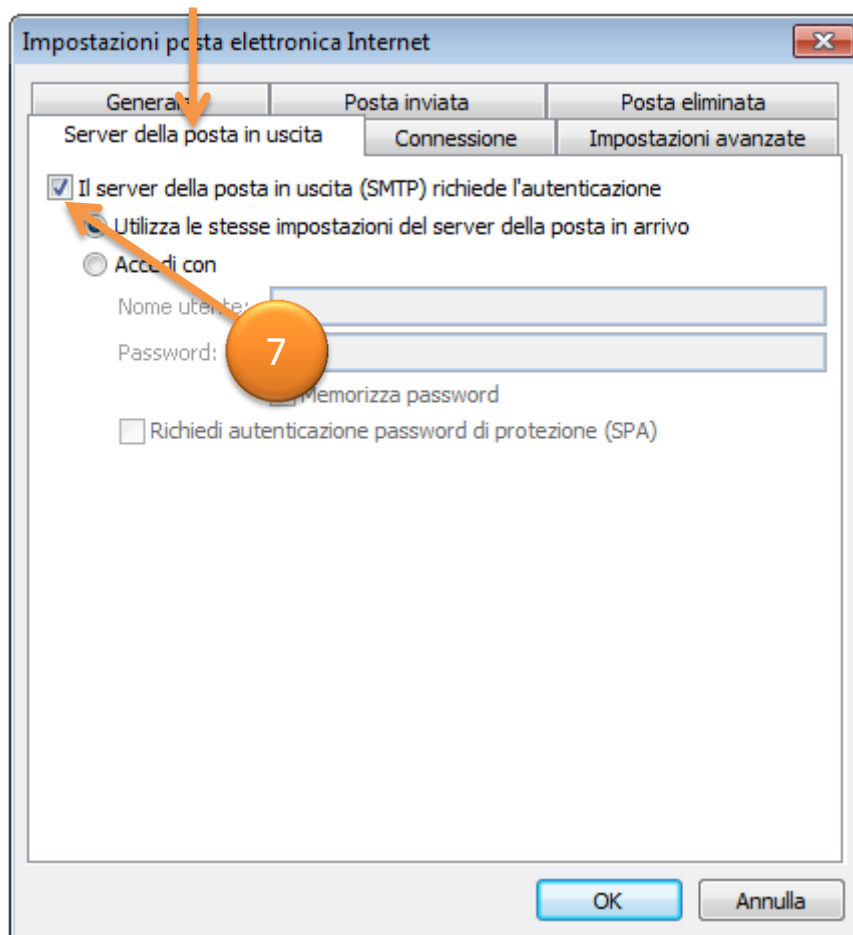 Impostazioni posta elettronica Internet
Generale Posta inviata Posta eliminata
Server della posta in uscita Connessione Impostazioni avanzate
Il server della posta in uscita (SMTP) richiede l'autenticazione
Utilizza le stesse impostazioni del server della posta in arrivo
Accedi con
Nome utente:
Password:
7
Memorizza password
Richiedi autenticazione password di protezione (SPA)
OK Annulla